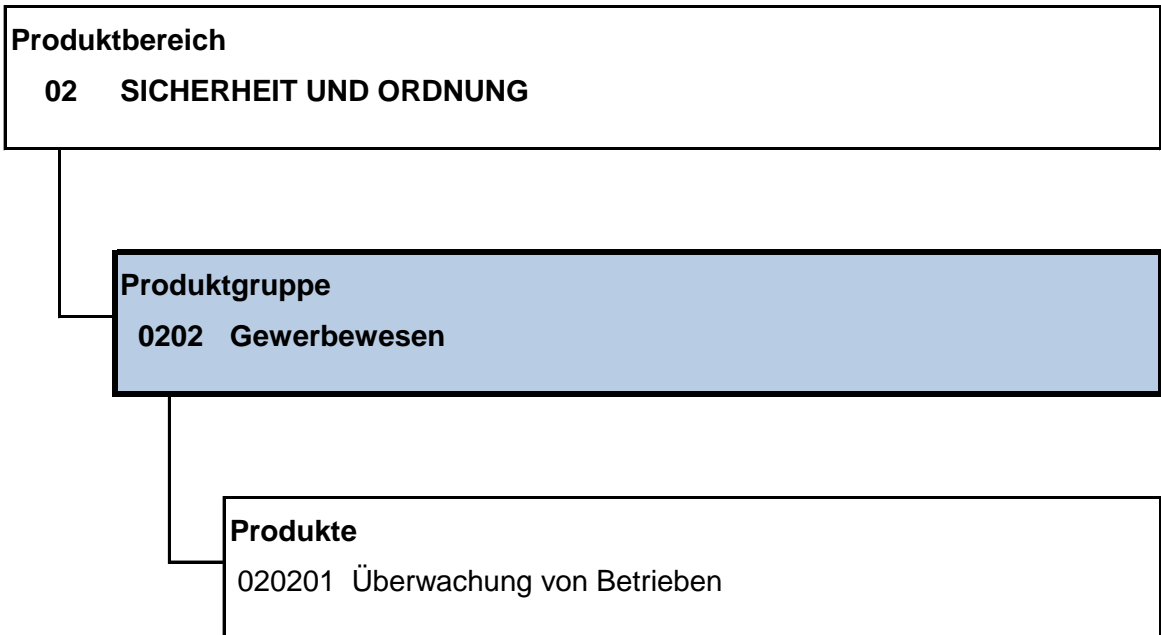 Produktbereich
02 SICHERHEIT UND ORDNUNG
Produktgruppe
0202 Gewerbewesen
Produkte
020201 Überwachung von Betrieben